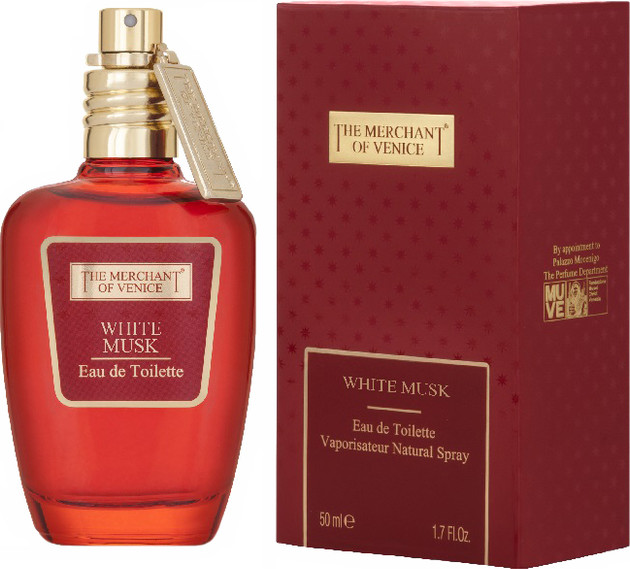 THE MERCHANT
OF VENICE
WHITE
MUSK
Eau de Toilette
THE MERCHANT®
OF VENICE
By appointment to
Palazzo Mocenigo
The Perfume Department
MU
VE
WHITE MUSK
Eau de Toilette
Vaporisateur Natural Spray
50 ml℮
1.7 Fl.Oz.